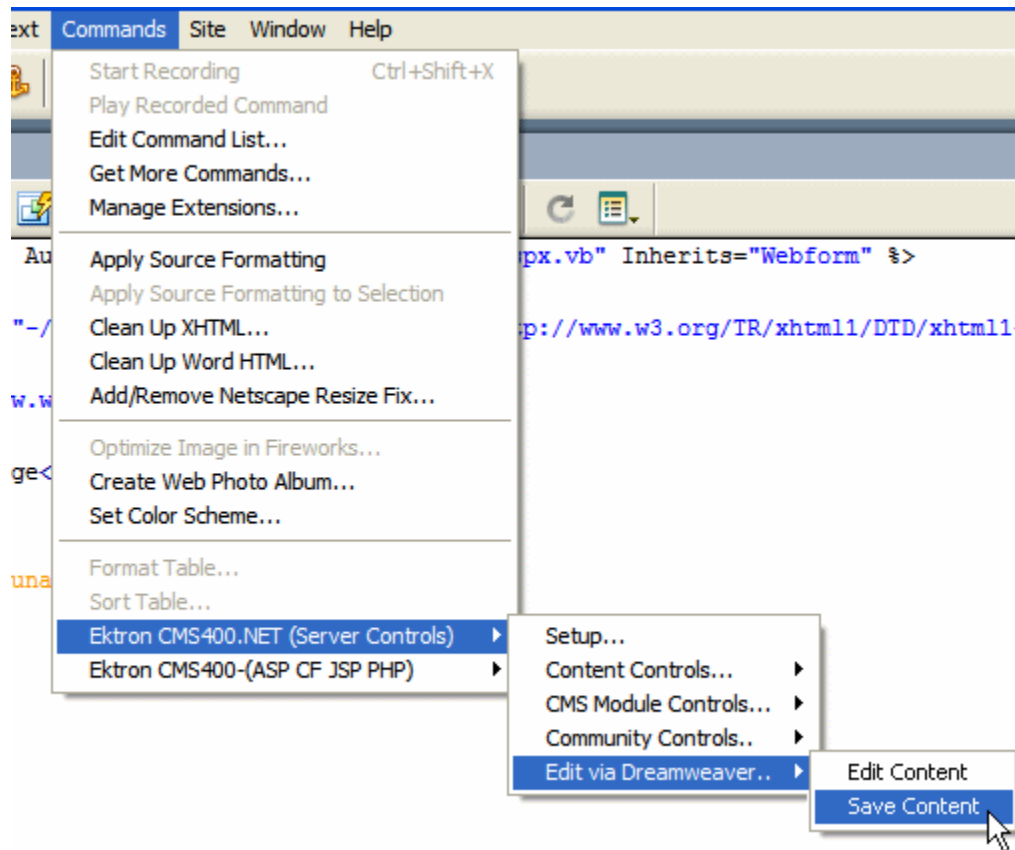 ext Commands Site Window Help
Start Recording Ctrl+Shift+X
Play Recorded Command
Edit Command List...
Get More Commands...
Manage Extensions...
Au px.vb" Inherits="Webform" %>
Apply Source Formatting
Apply Source Formatting to Selection
"-/ p://www.w3.org/TR/xhtml1/DTD/xhtml1
Clean Up XHTML...
Clean Up Word HTML...
w.w
Add/Remove Netscape Resize Fix...
Optimize Image in Fireworks...
ge<
Create Web Photo Album...
Set Color Scheme...
Format Table...
una
Sort Table...
Ektron CMS400.NET (Server Controls)
Setup...
Ektron CMS400-(ASP CF JSP PHP)
Content Controls...
CMS Module Controls...
Community Controls..
Edit via Dreamweaver..
Edit Content
Save Content